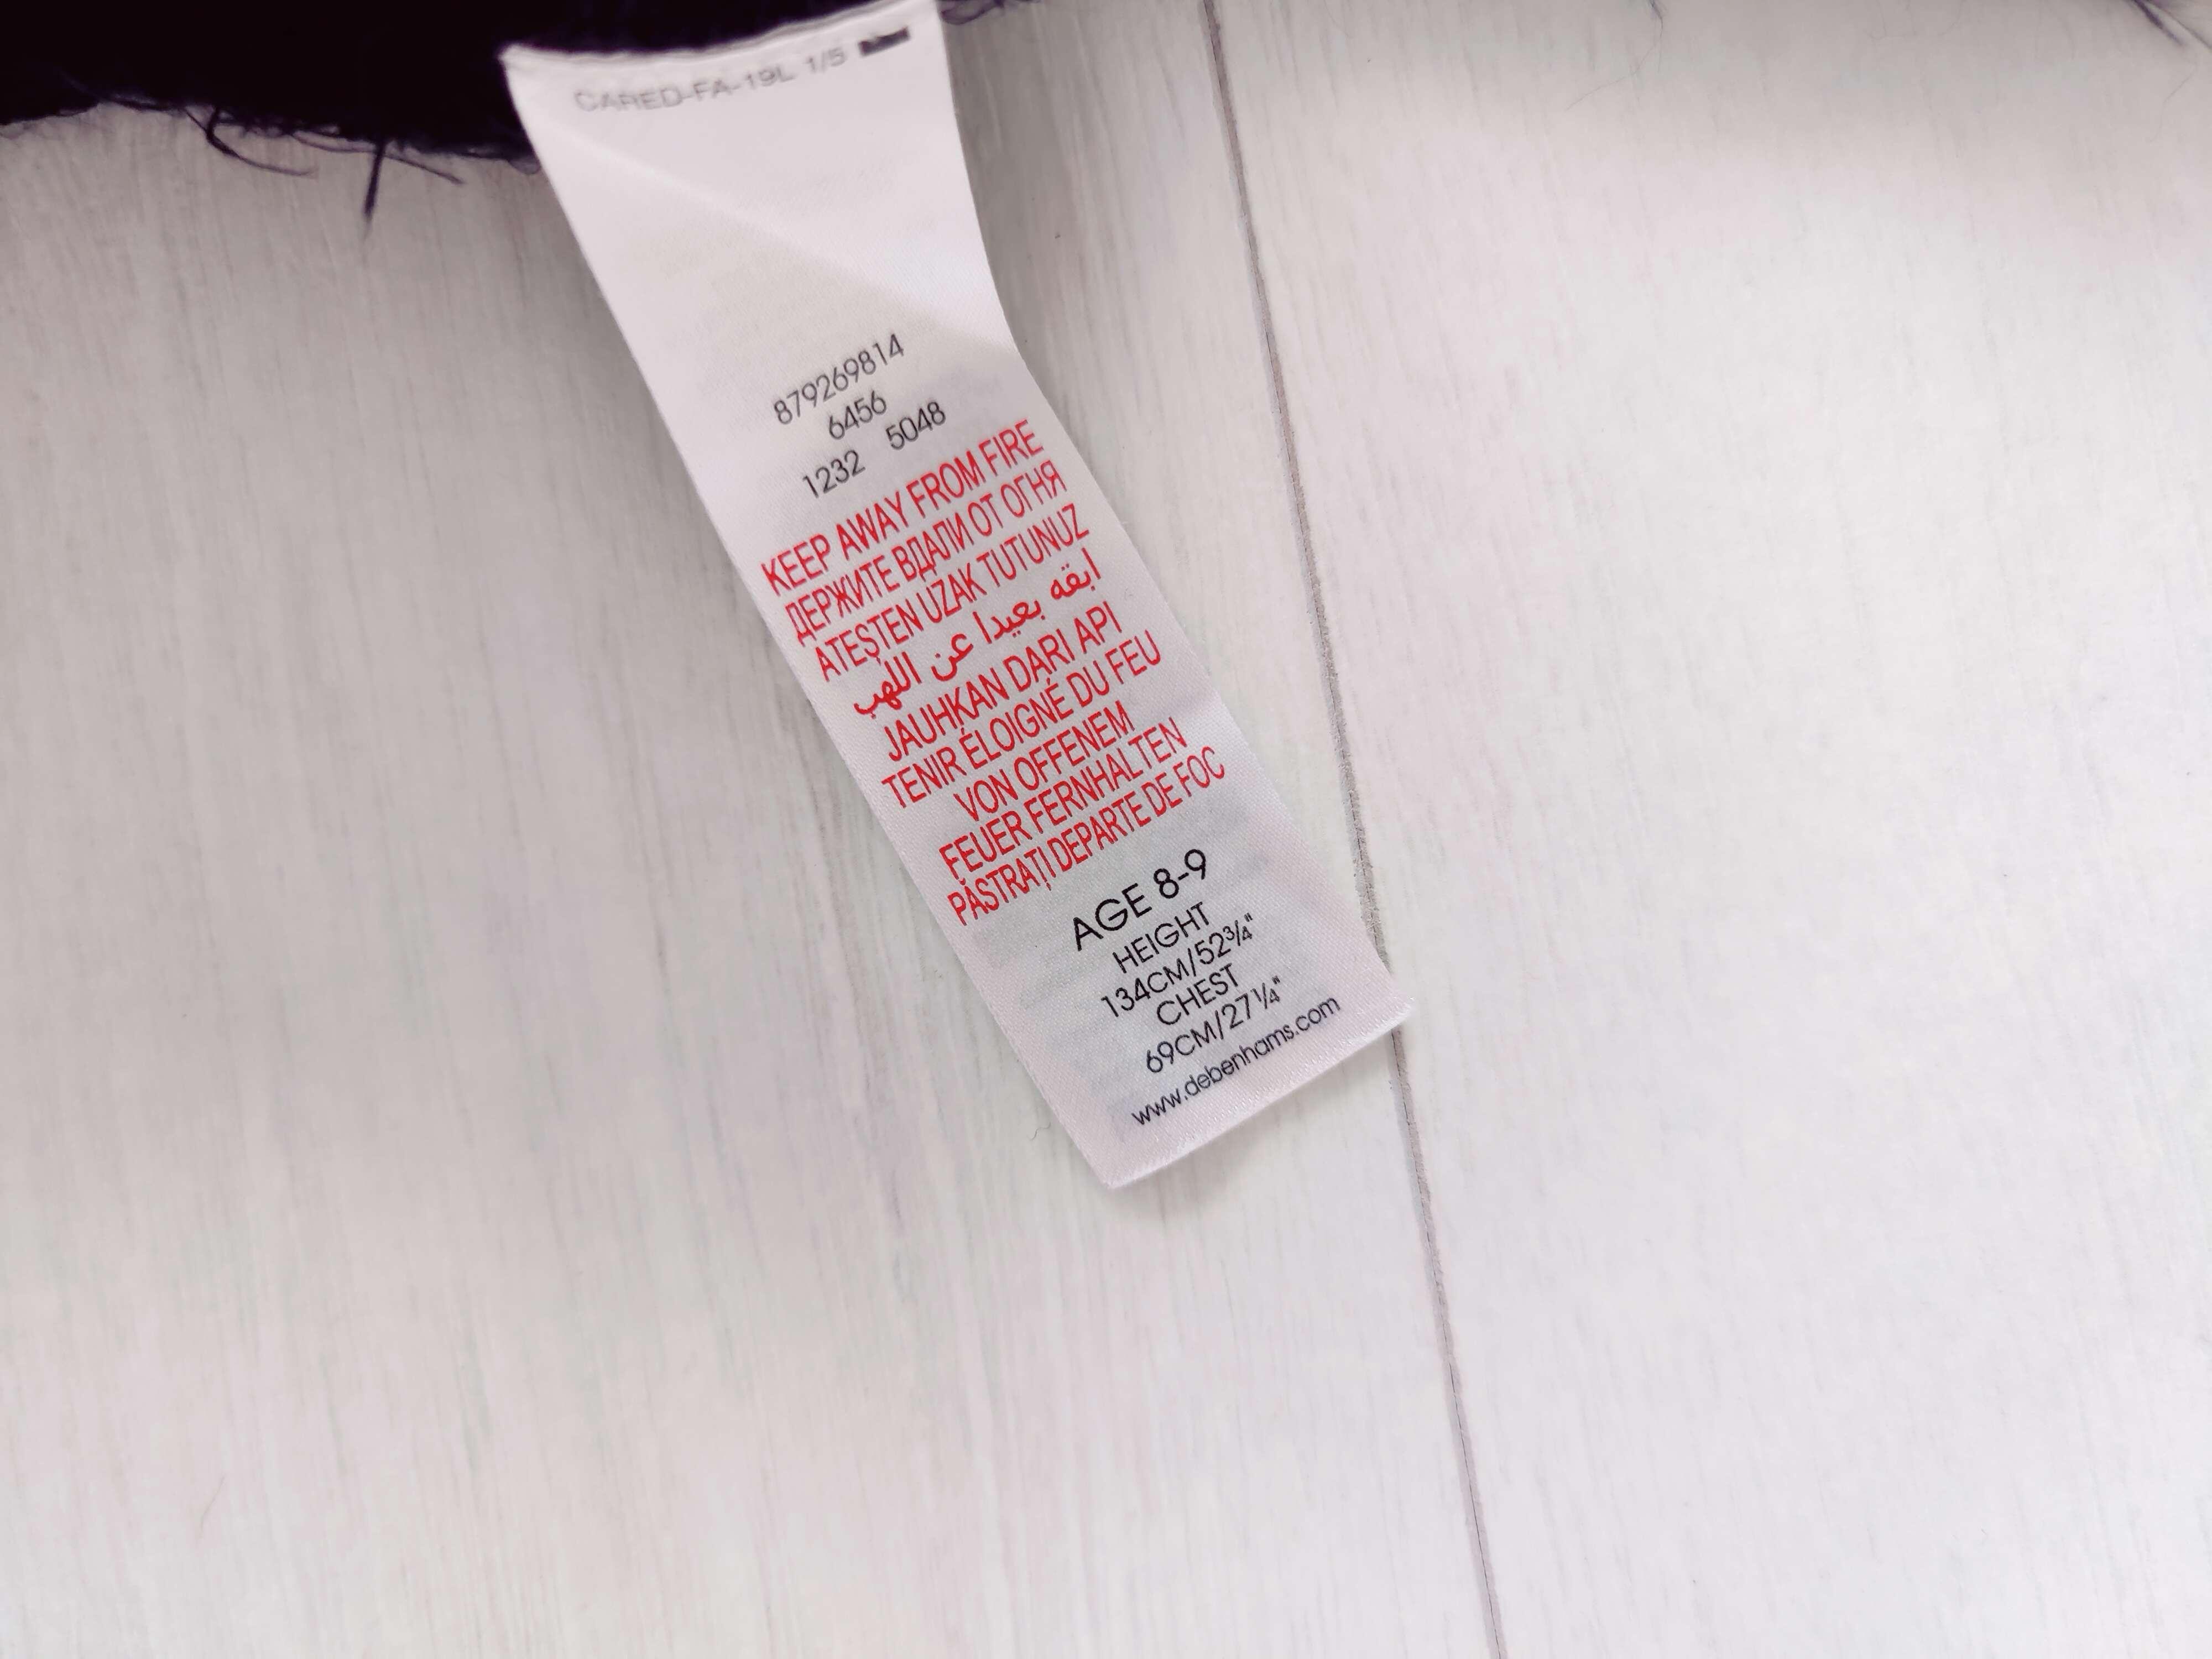 CARED-FA-19L 1/5
879269814
6456
1232 5048
KEEP AWAY FROM FIRE
ДЕРЖИТЕ ВДАЛИ ОТ ОГНЯ
ATEŞTEN UZAK TUTUNUZ
ابقه بعيدا عن اللهب
JAUHKAN DARI API
TENIR ÉLOIGNÉ DU FEU
VON OFFENEM
FEUER FERNHALTEN
PĂSTRAȚI DEPARTE DE FOC
AGE 8-9
HEIGHT
134CM/52¾"
CHEST
69CM/27¼"
www.debenhams.com